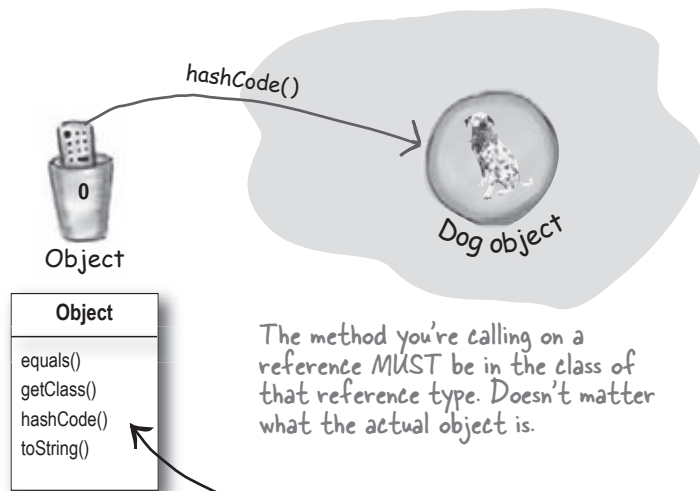 hashCode()
0
Object
Dog object
Object
equals()
getClass()
hashCode()
toString()
The method you're calling on a
reference MUST be in the class of
that reference type. Doesn't matter
what the actual object is.